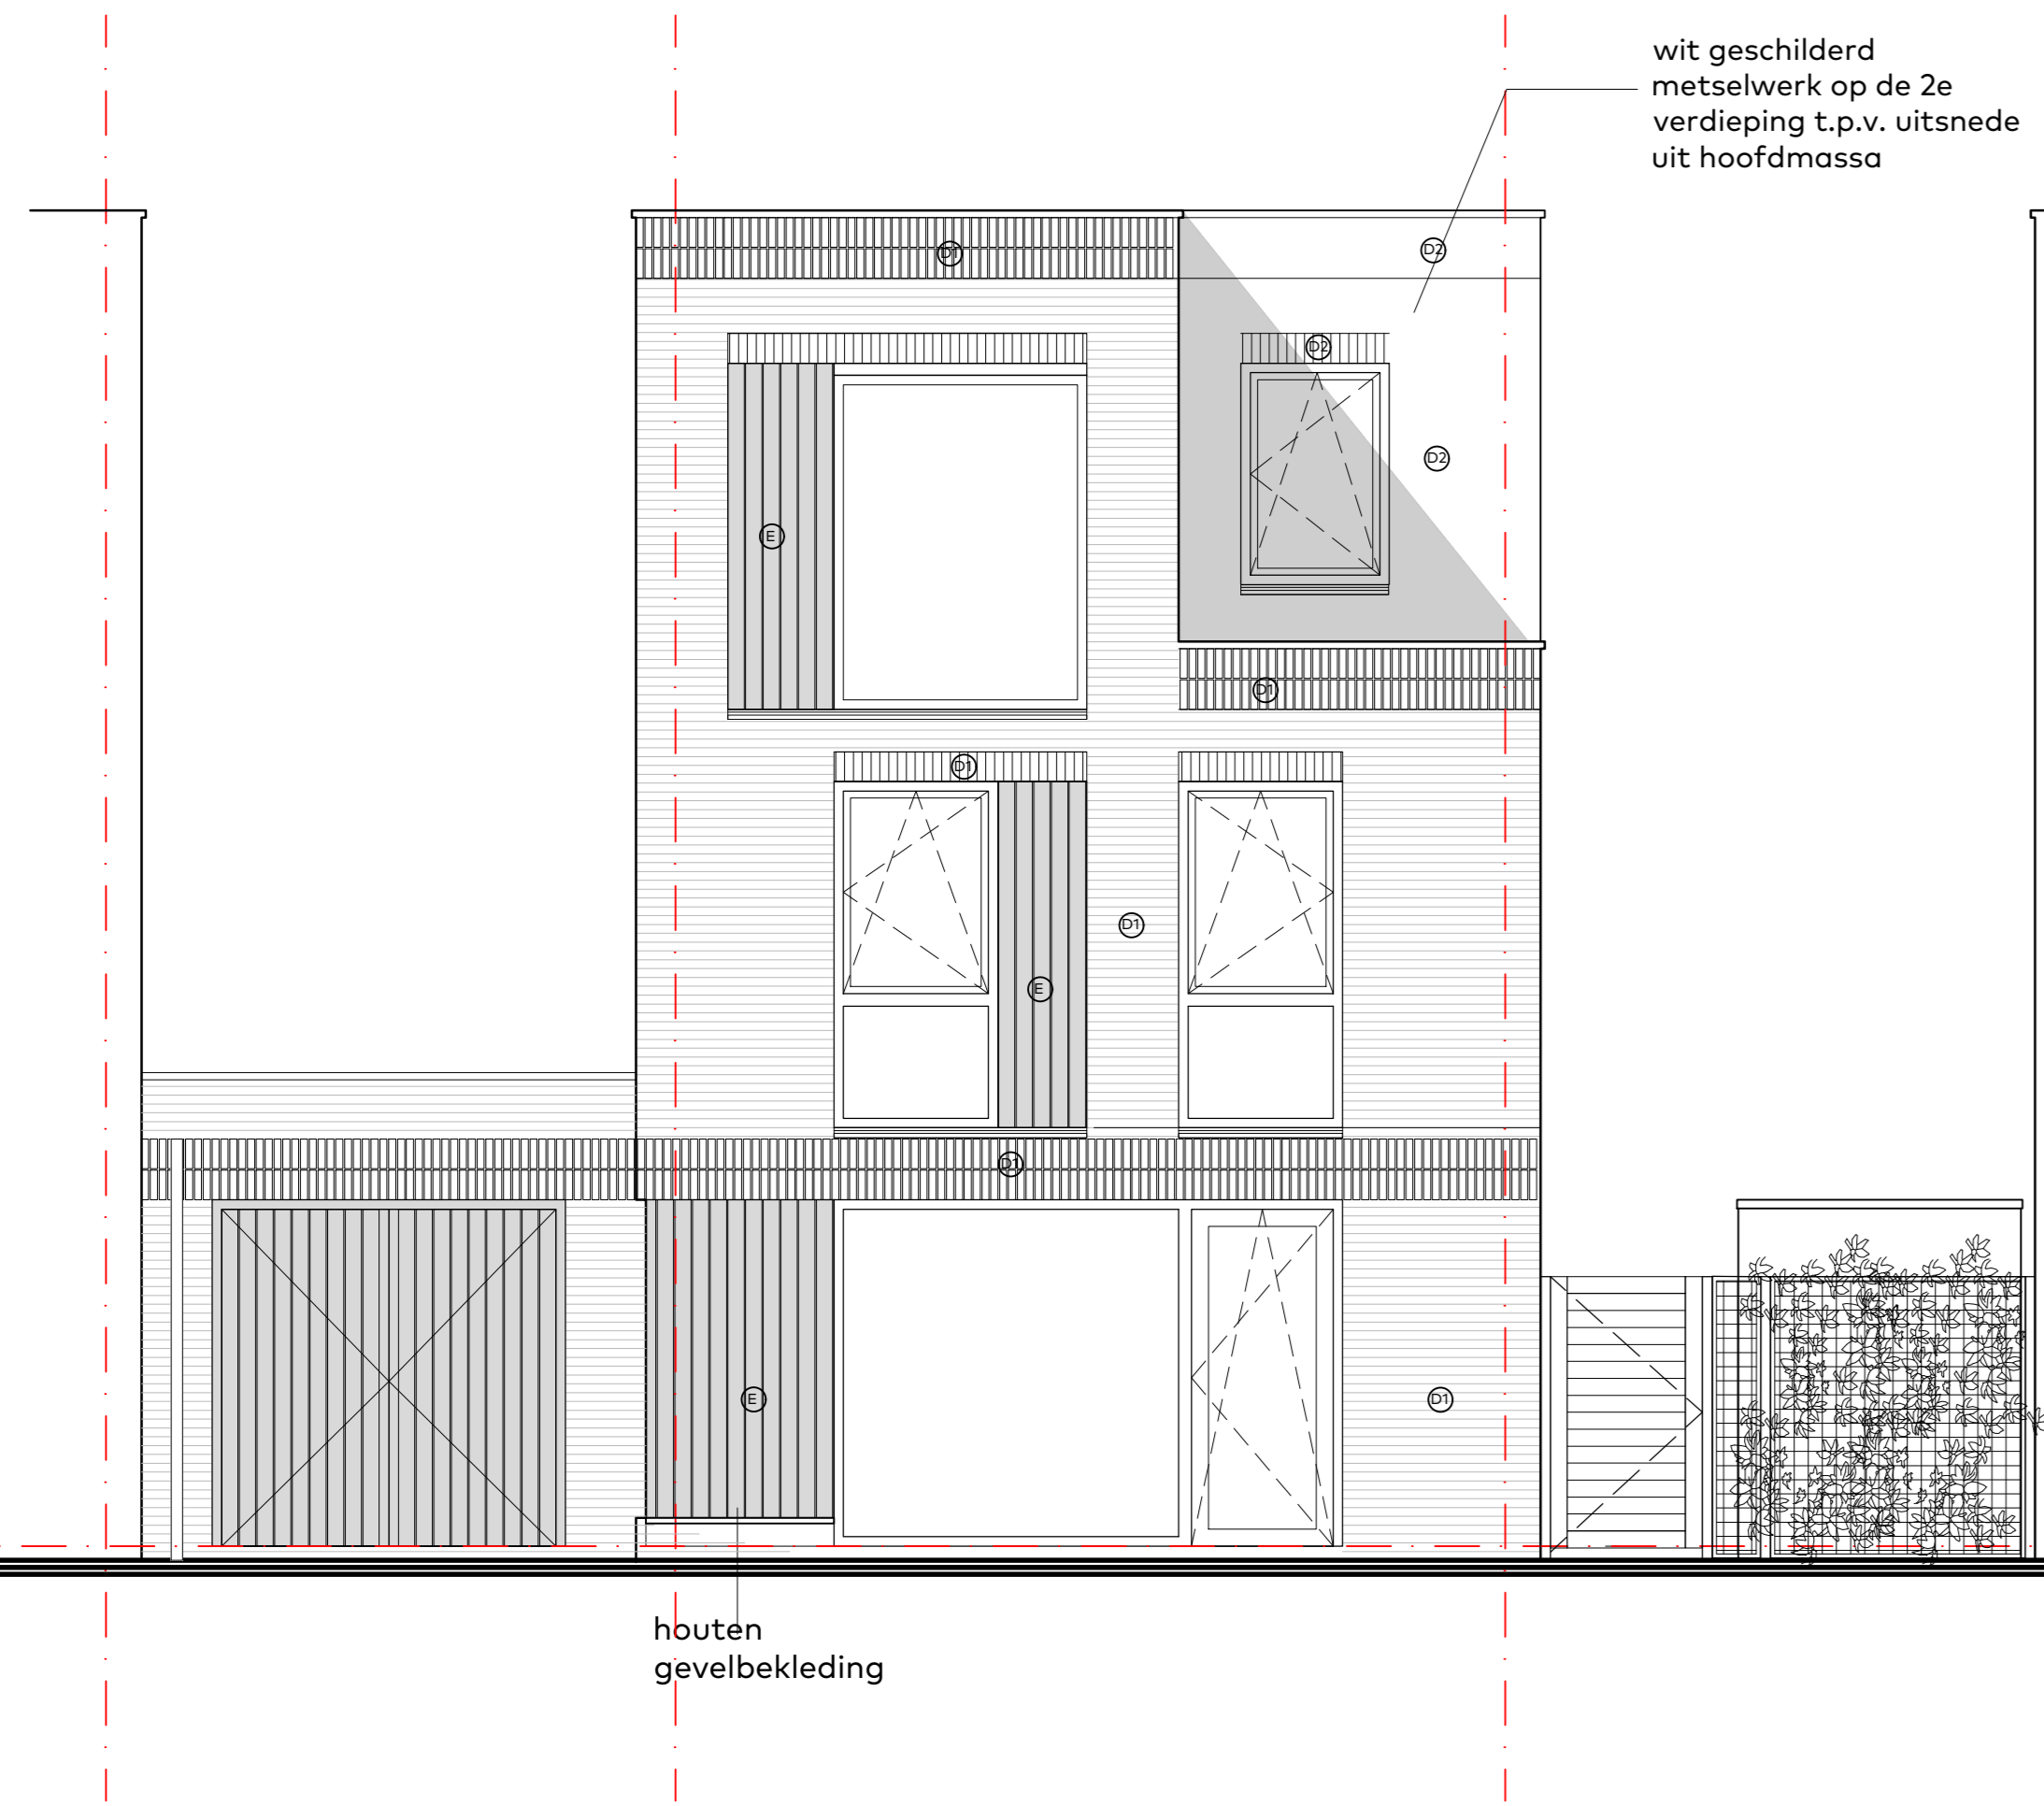 wit geschilderd
metselwerk op de 2e
verdieping t.p.v. uitsnede
uit hoofdmassa
D1
D2
D2
D2
E
D1
D1
D1
E
D1
E
D1
houten
gevelbekleding